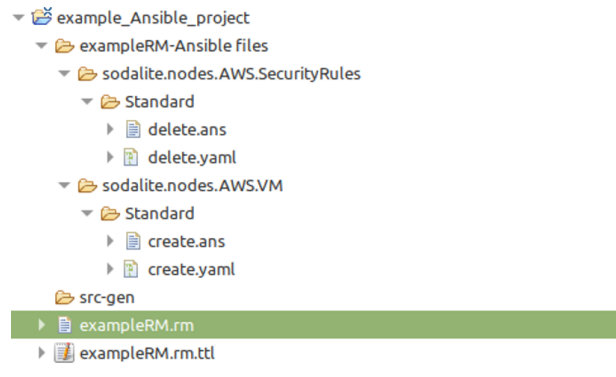 example_Ansible_project
exampleRM-Ansible files
sodalite.nodes.AWS.SecurityRules
Standard
delete.ans
delete.yaml
sodalite.nodes.AWS.VM
Standard
create.ans
create.yaml
src-gen
exampleRM.rm
exampleRM.rm.ttl